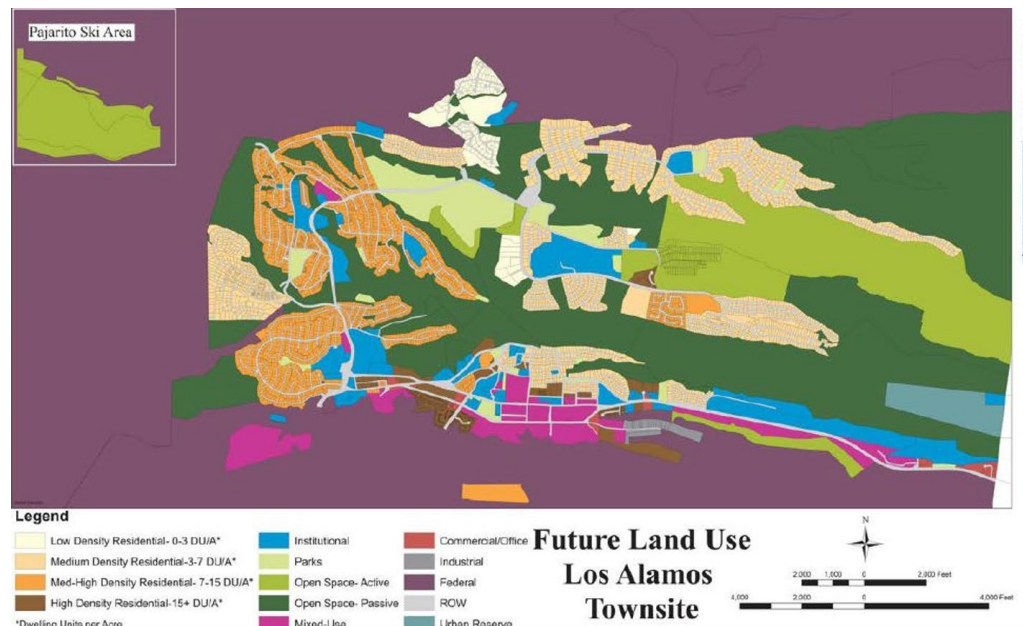 Pajarito Ski Area
Legend
Low Density Residential- 0-3 DU/A*
Medium Density Residential-3-7 DU/A*
Med-High Density Residential- 7-15 DU/A*
High Density Residential-15+ DU/A*
*Dwelling Units per Acre
Institutional
Parks
Open Space- Active
Open Space- Passive
Mixed-Use
Commercial/Office
Industrial
Federal
ROW
Urban Reserve
Future Land Use
Los Alamos
Townsite
N
2,000 1,000 0 2,000 Feet
4,000 2,000 0 4,000 Feet